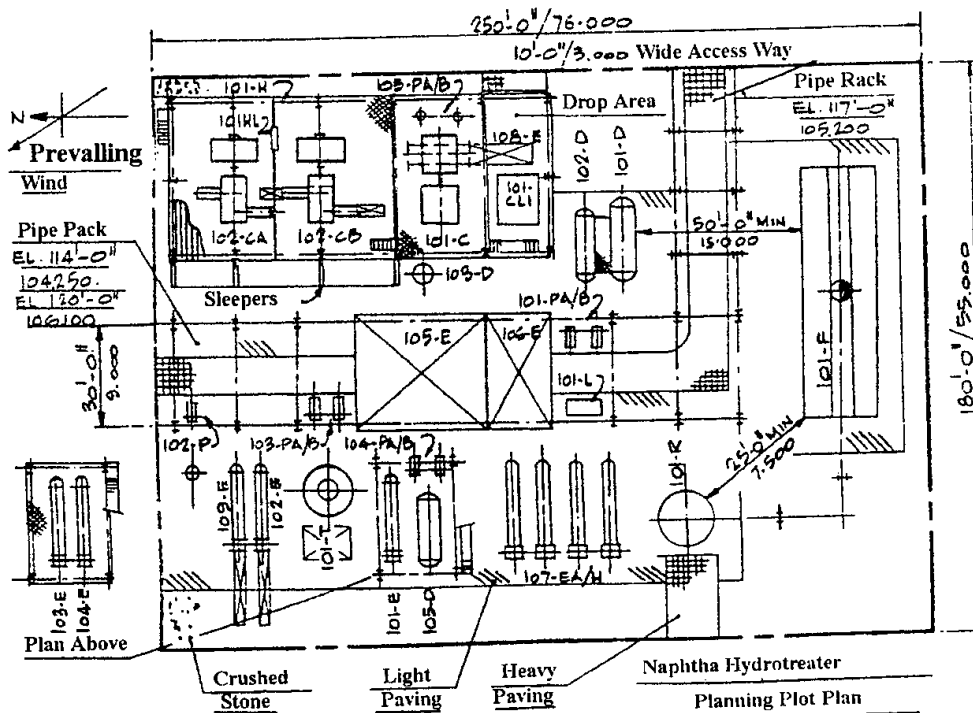 250'-0"/76.000
10'-0"/3.000 Wide Access Way
101-H
103-PA/B
Drop Area
Pipe Rack
EL. 117'-0"
105,200
N
Prevalling
Wind
101HL
108-E
102-D
101-D
101-
CL1
50'-0" MIN
15.000
Pipe Pack
EL. 114'-0"
104250.
EL 120'-0"
106100
102-CA
102-CB
101-C
103-D
Sleepers
101-PA/B
180'-0"/55.000
30'-0"
9.000
105-E
106-E
101-F
101-L
102-P
103-PA/B
104-PA/B
25'-0" MIN
7.500
101-R
109-E
102-E
101-T
103-E
104-E
101-E
105-D
107-EA/H
Plan Above
Crushed
Stone
Light
Paving
Heavy
Paving
Naphtha Hydrotreater
Planning Plot Plan